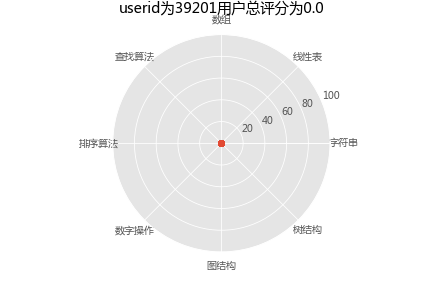 userid为39201用户总评分为0.0
数组
查找算法
线性表
100
80
60
40
20
排序算法
字符串
数字操作
树结构
图结构